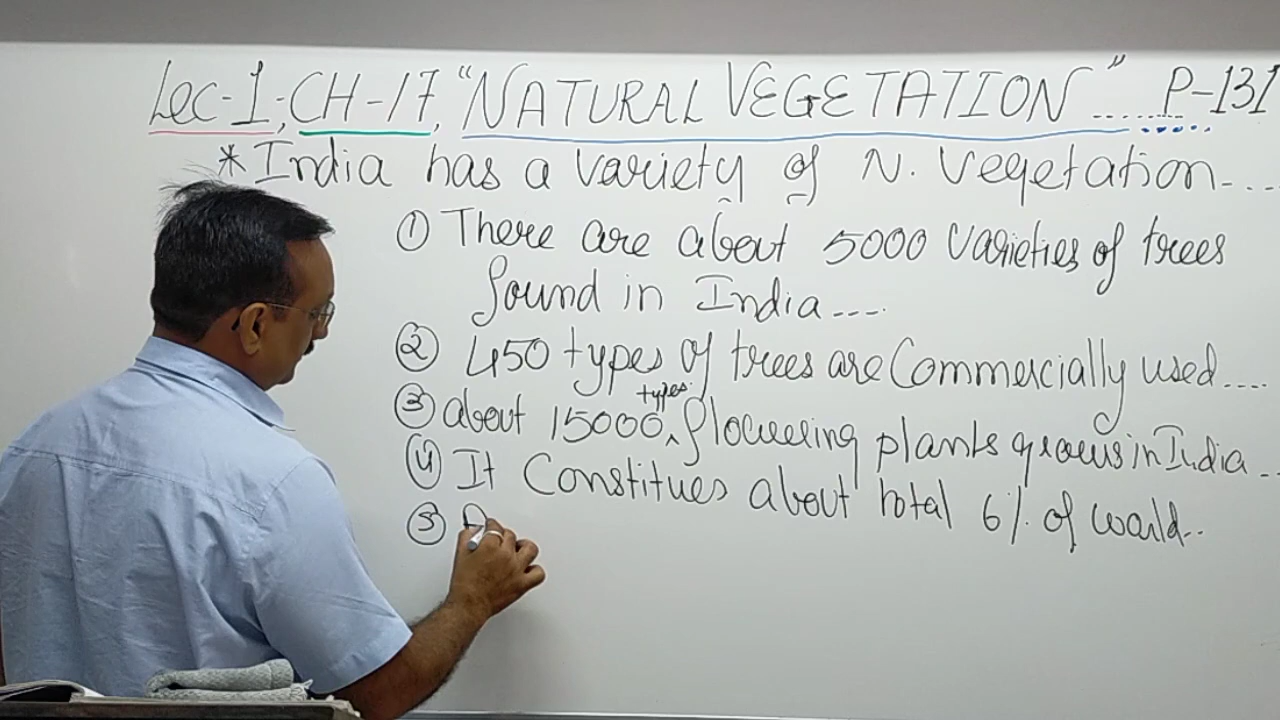 Lec-1, CH-17, "NATURAL VEGETATION" ........ P-131
* India has a variety of N. Vegetation----
① There are about 5000 Varieties of trees
found in India ----
② 450 types of trees are Commercially used....
③ about 15000 types flowering plants grows in India --
④ It Constitues about total 6% of world..
⑤